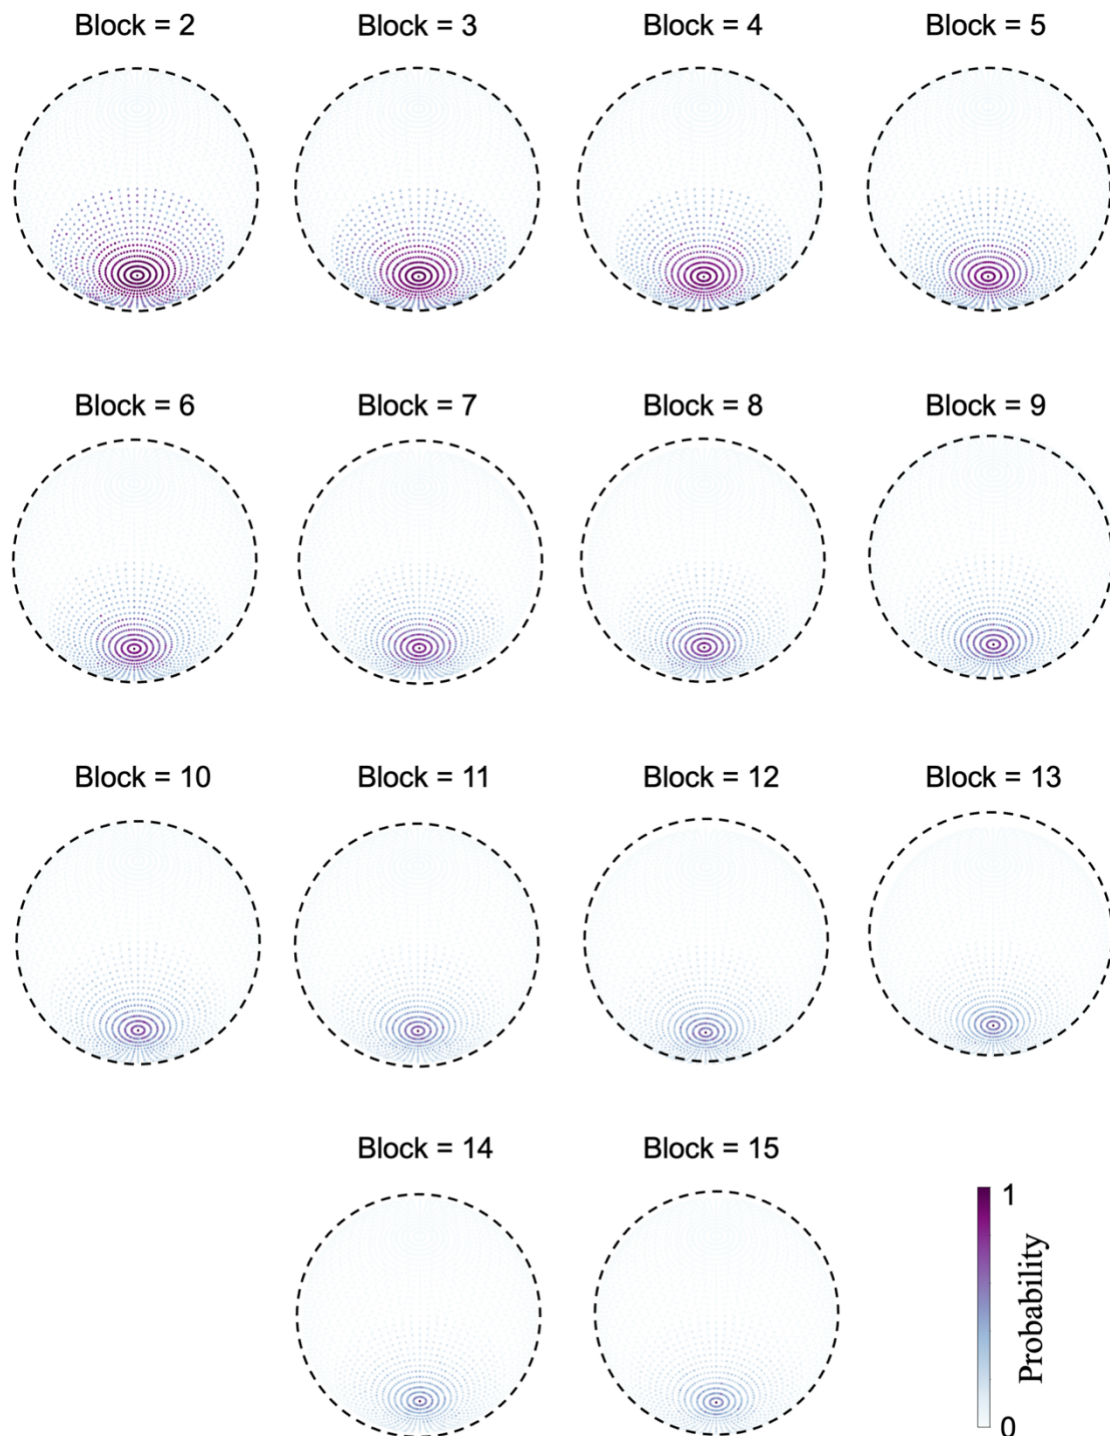 Block = 2
Block = 3
Block = 4
Block = 5
Block = 6
Block = 7
Block = 8
Block = 9
Block = 10
Block = 11
Block = 12
Block = 13
Block = 14
Block = 15
1
Probability
0